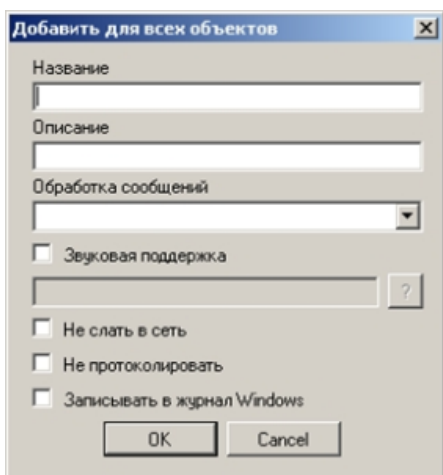 Добавить для всех объектов
Название
Описание
Обработка сообщений
Звуковая поддержка
?
Не слать в сеть
Не протоколировать
Записывать в журнал Windows
OK Cancel